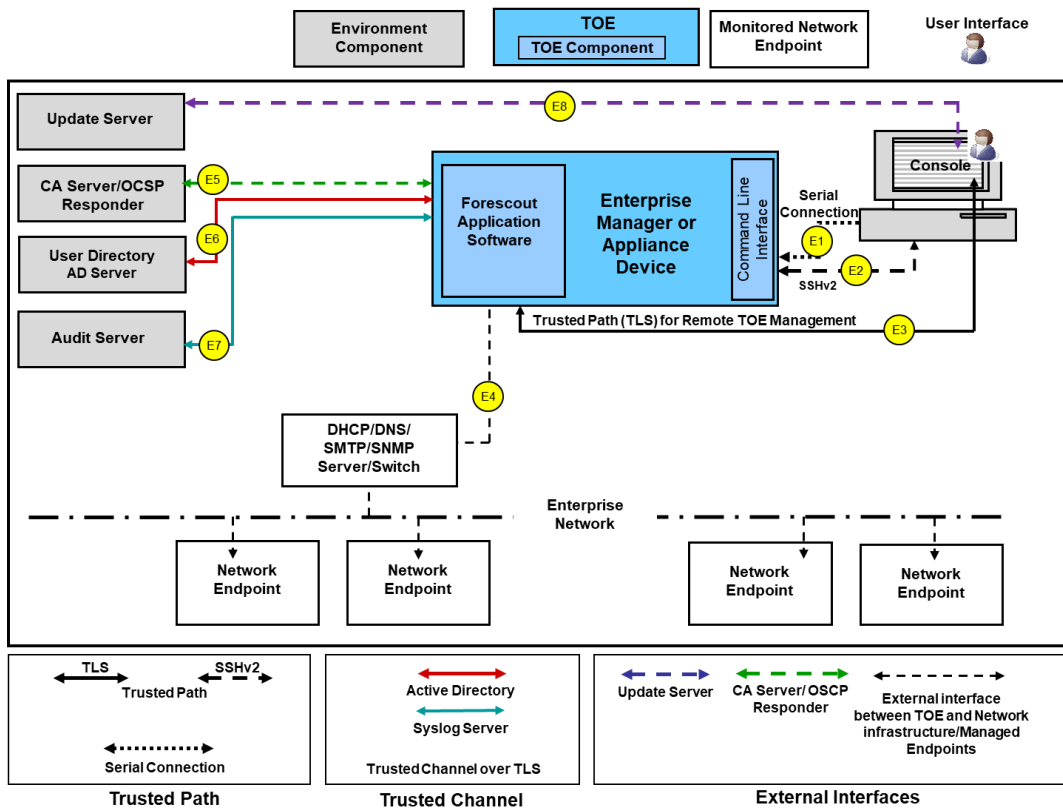 Environment
Component
TOE
TOE Component
Monitored Network
Endpoint
User Interface
Update Server
E8
CA Server/OCSP
Responder
E5
E6
User Directory
AD Server
Audit Server
E7
Forescout
Application
Software
Enterprise
Manager or
Appliance
Device
Command Line
Interface
Console
Serial
Connection
E1
E2
SSHv2
Trusted Path (TLS) for Remote TOE Management
E3
E4
DHCP/DNS/
SMTP/SNMP
Server/Switch
Enterprise
Network
Network
Endpoint
Network
Endpoint
Network
Endpoint
Network
Endpoint
TLS
SSHv2
Trusted Path
Serial Connection
Trusted Path
Active Directory
Syslog Server
Trusted Channel over TLS
Trusted Channel
Update Server
CA Server/ OSCP
Responder
External interface
between TOE and Network
infrastructure/Managed
Endpoints
External Interfaces